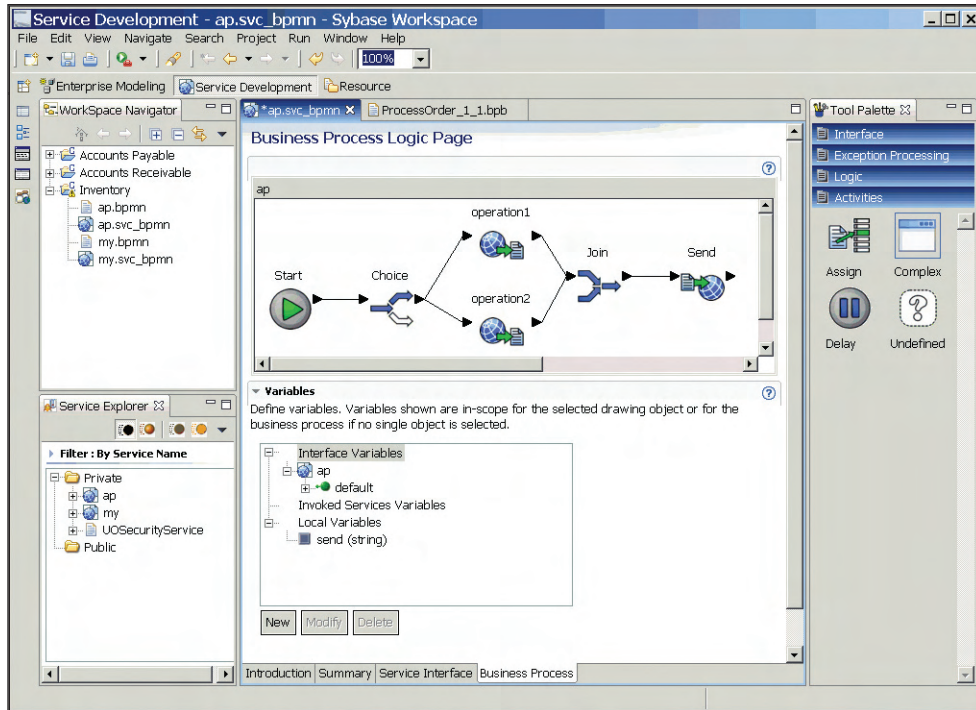 Service Development - ap.svc_bpmn - Sybase Workspace
File Edit View Navigate Search Project Run Window Help
100%
Enterprise Modeling Service Development Resource
WorkSpace Navigator
Accounts Payable
Accounts Receivable
Inventory
ap.bpmn
ap.svc_bpmn
my.bpmn
my.svc_bpmn
Service Explorer
Filter : By Service Name
Private
ap
my
UOSecurityService
Public
*ap.svc_bpmn ProcessOrder_1_1.bpb
Business Process Logic Page
ap
operation1
Start Choice Join Send
operation2
Variables
Define variables. Variables shown are in-scope for the selected drawing object or for the
business process if no single object is selected.
Interface Variables
ap
default
Invoked Services Variables
Local Variables
send (string)
New Modify Delete
Introduction Summary Service Interface Business Process
Tool Palette
Interface
Exception Processing
Logic
Activities
Assign Complex
Delay Undefined